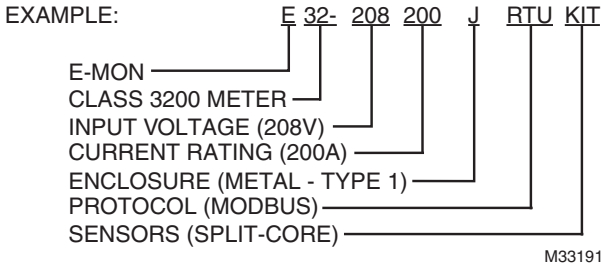 EXAMPLE: E 32- 208 200 J RTU KIT
E-MON
CLASS 3200 METER
INPUT VOLTAGE (208V)
CURRENT RATING (200A)
ENCLOSURE (METAL - TYPE 1)
PROTOCOL (MODBUS)
SENSORS (SPLIT-CORE)
M33191